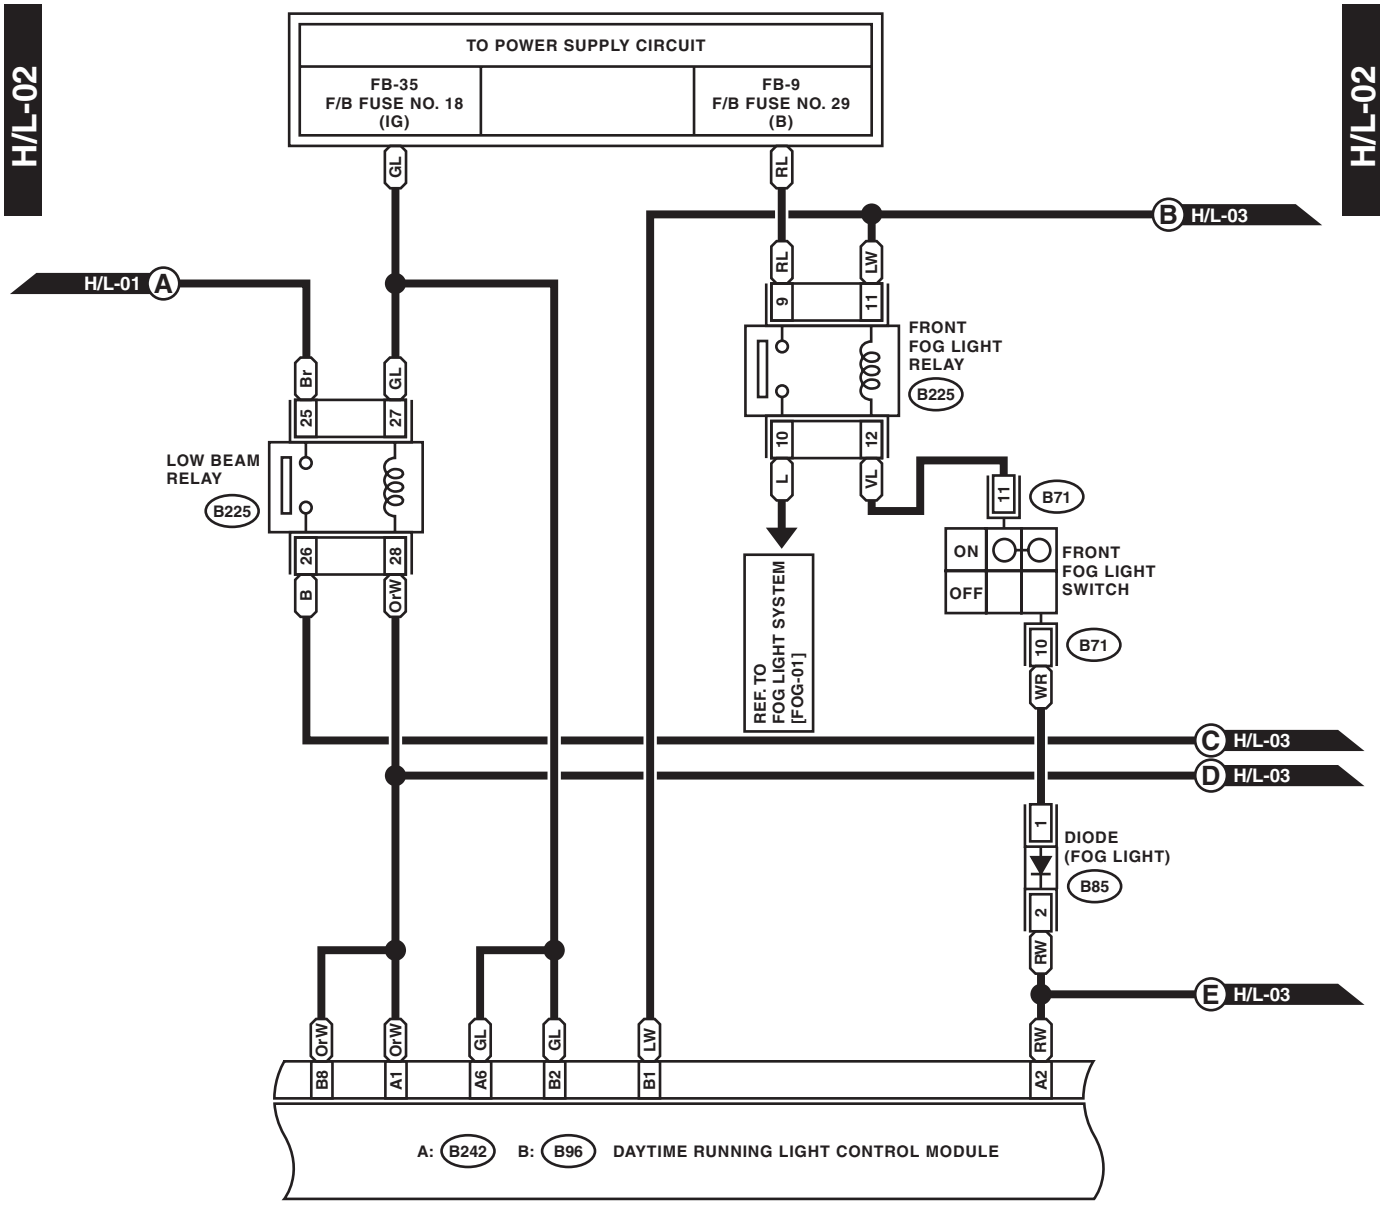 H/L-02
H/L-02
TO POWER SUPPLY CIRCUIT
FB-35
F/B FUSE NO. 18
(IG)
FB-9
F/B FUSE NO. 29
(B)
GL
RL
B H/L-03
H/L-01 A
RL
LW
9
11
FRONT
FOG LIGHT
RELAY
B225
Br
GL
25
27
LOW BEAM
RELAY
B225
10
12
L
VL
11
B71
ON
OFF
FRONT
FOG LIGHT
SWITCH
26
28
B
OrW
REF. TO
FOG LIGHT SYSTEM
[FOG-01]
10
B71
WR
C H/L-03
D H/L-03
1
DIODE
(FOG LIGHT)
B85
2
RW
E H/L-03
OrW
OrW
GL
GL
LW
RW
B8
A1
A6
B2
B1
A2
A: B242 B: B96 DAYTIME RUNNING LIGHT CONTROL MODULE